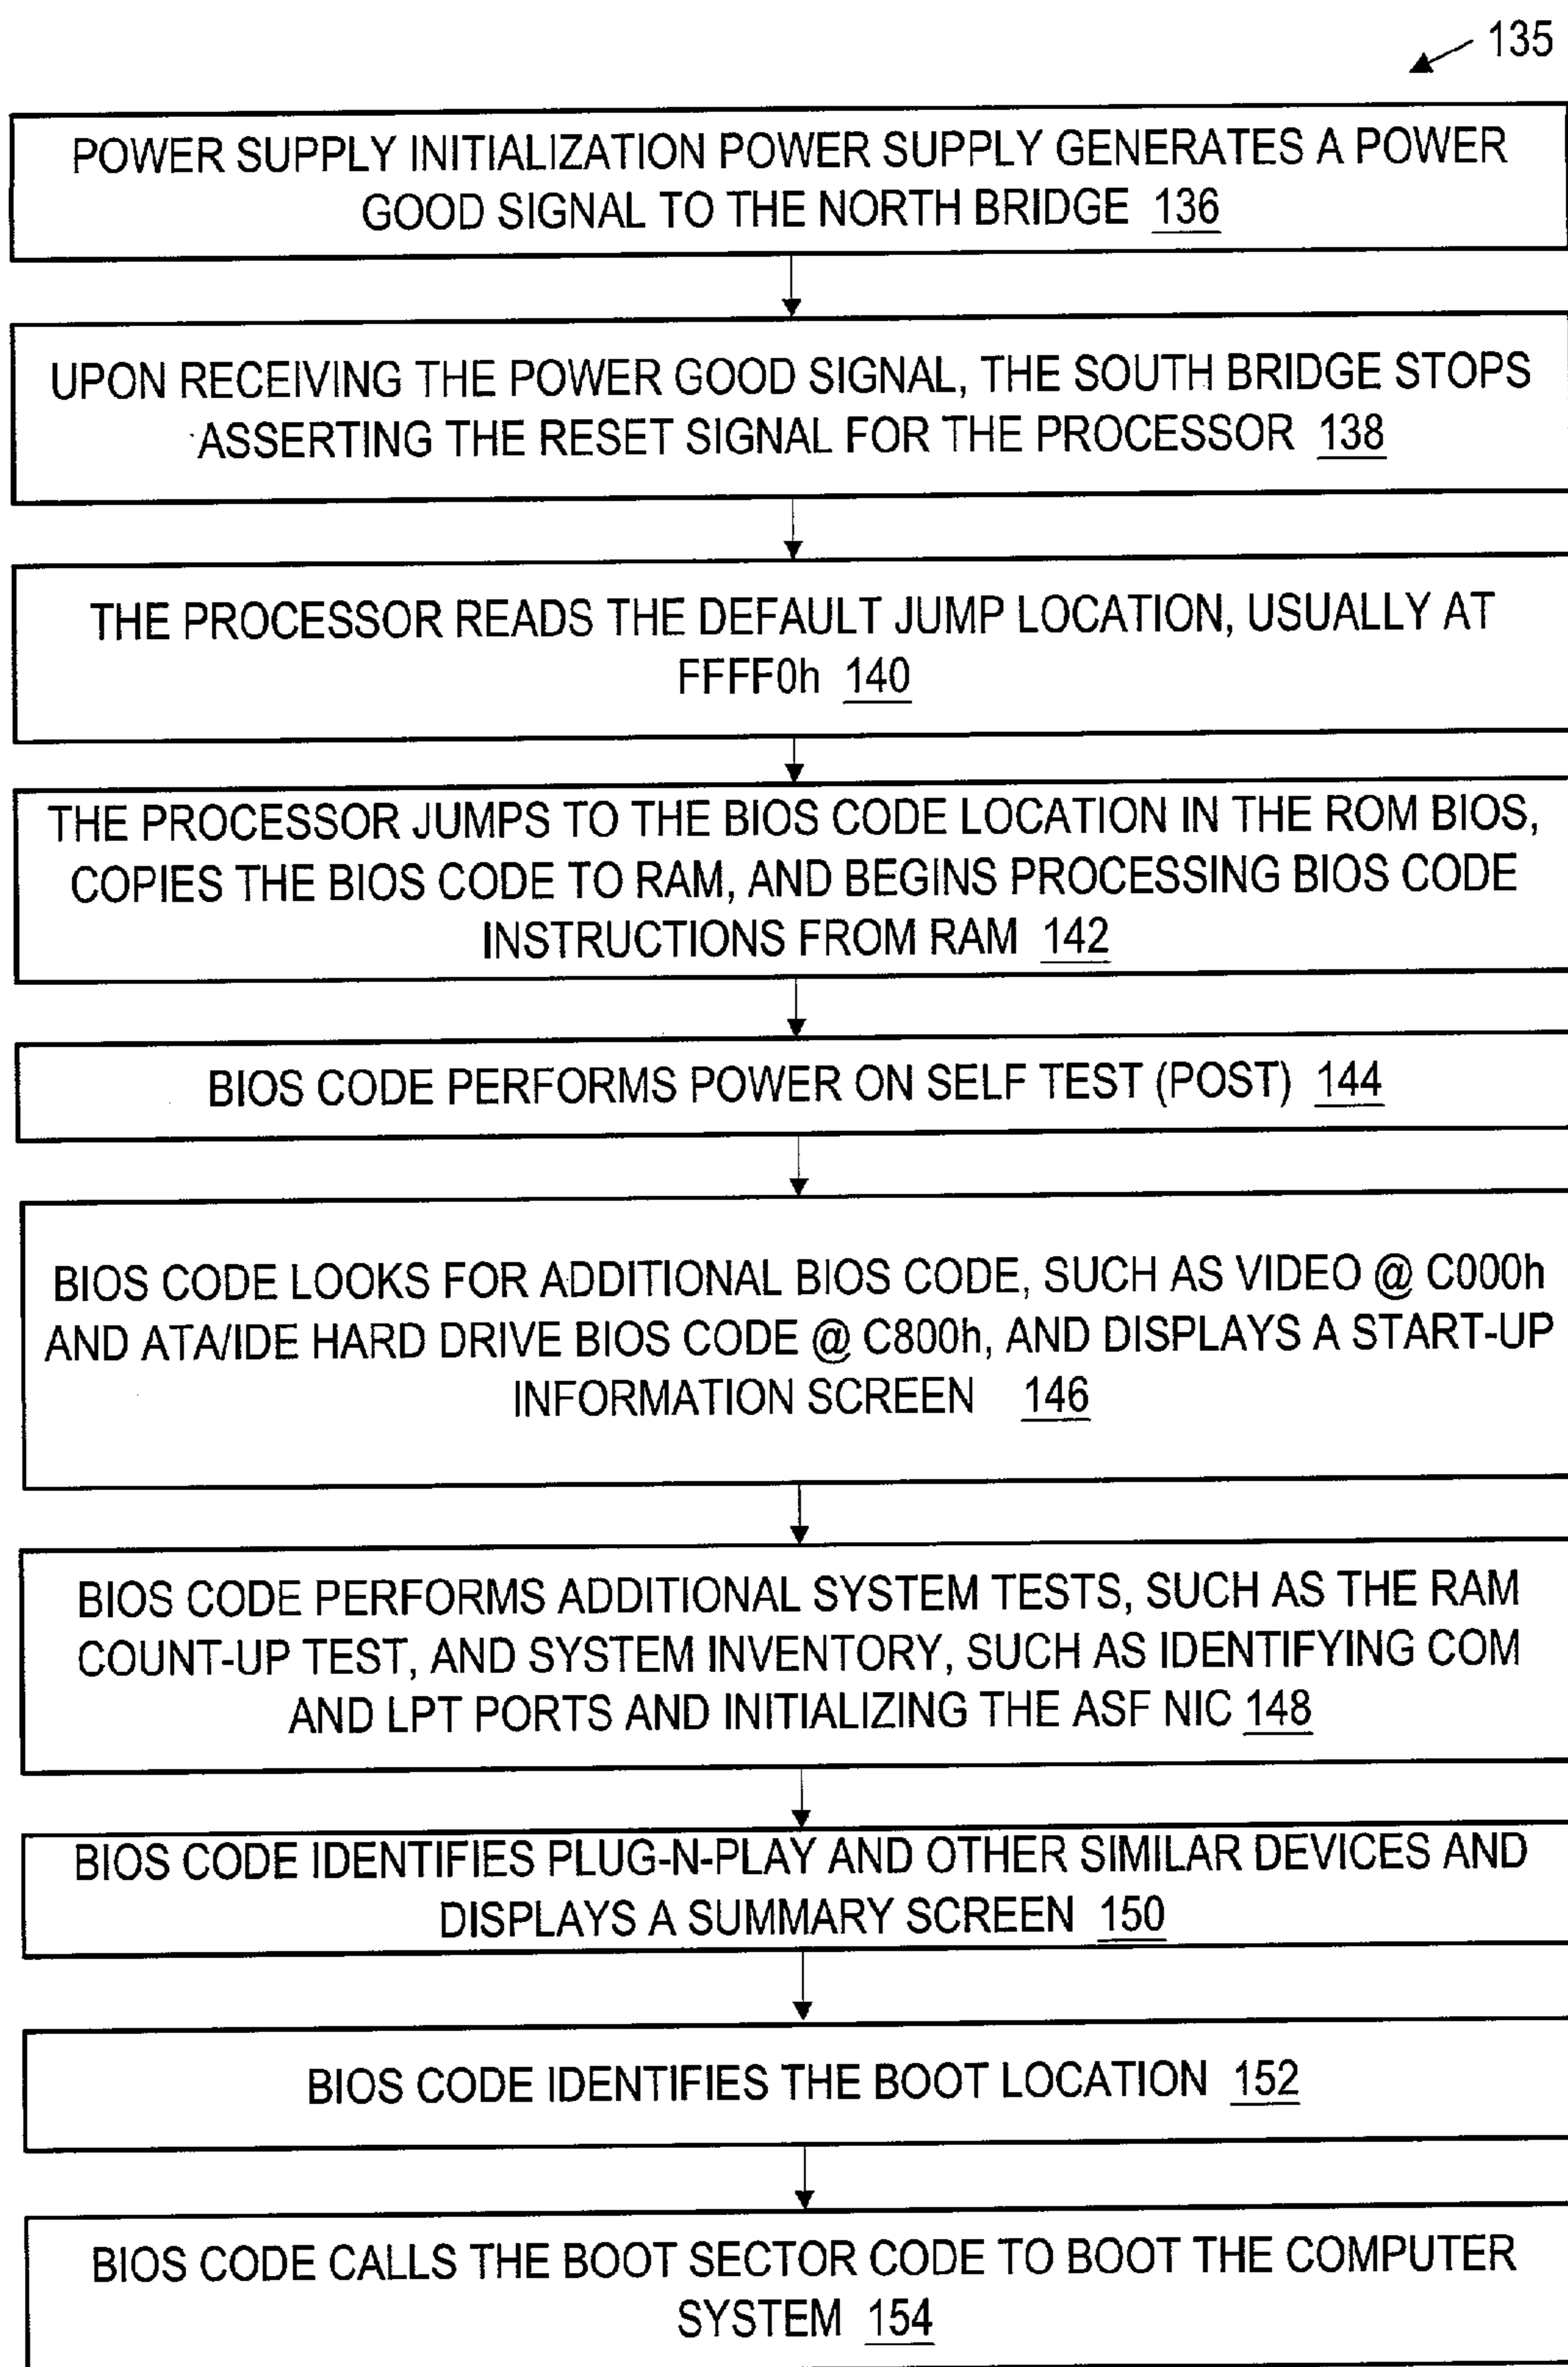 135
POWER SUPPLY INITIALIZATION POWER SUPPLY GENERATES A POWER
GOOD SIGNAL TO THE NORTH BRIDGE 136
UPON RECEIVING THE POWER GOOD SIGNAL, THE SOUTH BRIDGE STOPS
ASSERTING THE RESET SIGNAL FOR THE PROCESSOR 138
THE PROCESSOR READS THE DEFAULT JUMP LOCATION, USUALLY AT
FFFF0h 140
THE PROCESSOR JUMPS TO THE BIOS CODE LOCATION IN THE ROM BIOS,
COPIES THE BIOS CODE TO RAM, AND BEGINS PROCESSING BIOS CODE
INSTRUCTIONS FROM RAM 142
BIOS CODE PERFORMS POWER ON SELF TEST (POST) 144
BIOS CODE LOOKS FOR ADDITIONAL BIOS CODE, SUCH AS VIDEO @ C000h
AND ATA/IDE HARD DRIVE BIOS CODE @ C800h, AND DISPLAYS A START-UP
INFORMATION SCREEN 146
BIOS CODE PERFORMS ADDITIONAL SYSTEM TESTS, SUCH AS THE RAM
COUNT-UP TEST, AND SYSTEM INVENTORY, SUCH AS IDENTIFYING COM
AND LPT PORTS AND INITIALIZING THE ASF NIC 148
BIOS CODE IDENTIFIES PLUG-N-PLAY AND OTHER SIMILAR DEVICES AND
DISPLAYS A SUMMARY SCREEN 150
BIOS CODE IDENTIFIES THE BOOT LOCATION 152
BIOS CODE CALLS THE BOOT SECTOR CODE TO BOOT THE COMPUTER
SYSTEM 154